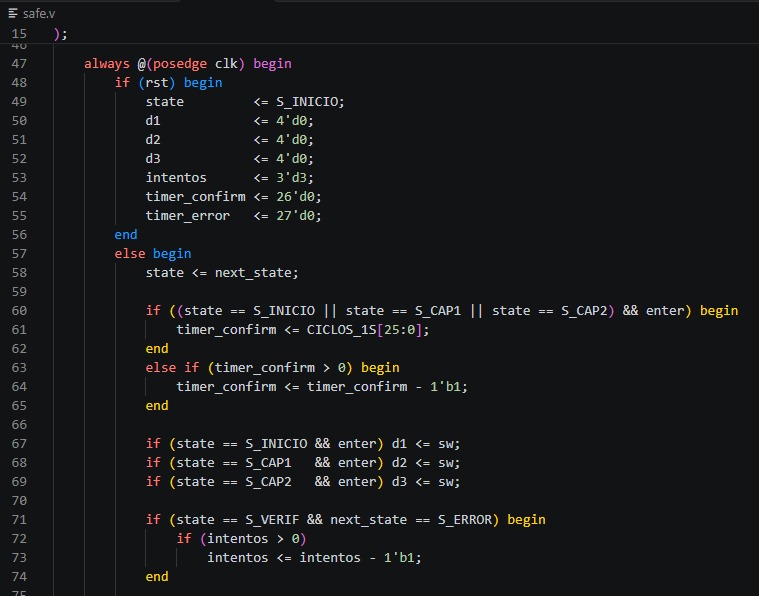 safe.v
15 );
46
47 always @(posedge clk) begin
48 if (rst) begin
49 state <= S_INICIO;
50 d1 <= 4'd0;
51 d2 <= 4'd0;
52 d3 <= 4'd0;
53 intentos <= 3'd3;
54 timer_confirm <= 26'd0;
55 timer_error <= 27'd0;
56 end
57 else begin
58 state <= next_state;
59
60 if ((state == S_INICIO || state == S_CAP1 || state == S_CAP2) && enter) begin
61 timer_confirm <= CICLOS_1S[25:0];
62 end
63 else if (timer_confirm > 0) begin
64 timer_confirm <= timer_confirm - 1'b1;
65 end
66
67 if (state == S_INICIO && enter) d1 <= sw;
68 if (state == S_CAP1 && enter) d2 <= sw;
69 if (state == S_CAP2 && enter) d3 <= sw;
70
71 if (state == S_VERIF && next_state == S_ERROR) begin
72 if (intentos > 0)
73 intentos <= intentos - 1'b1;
74 end
75